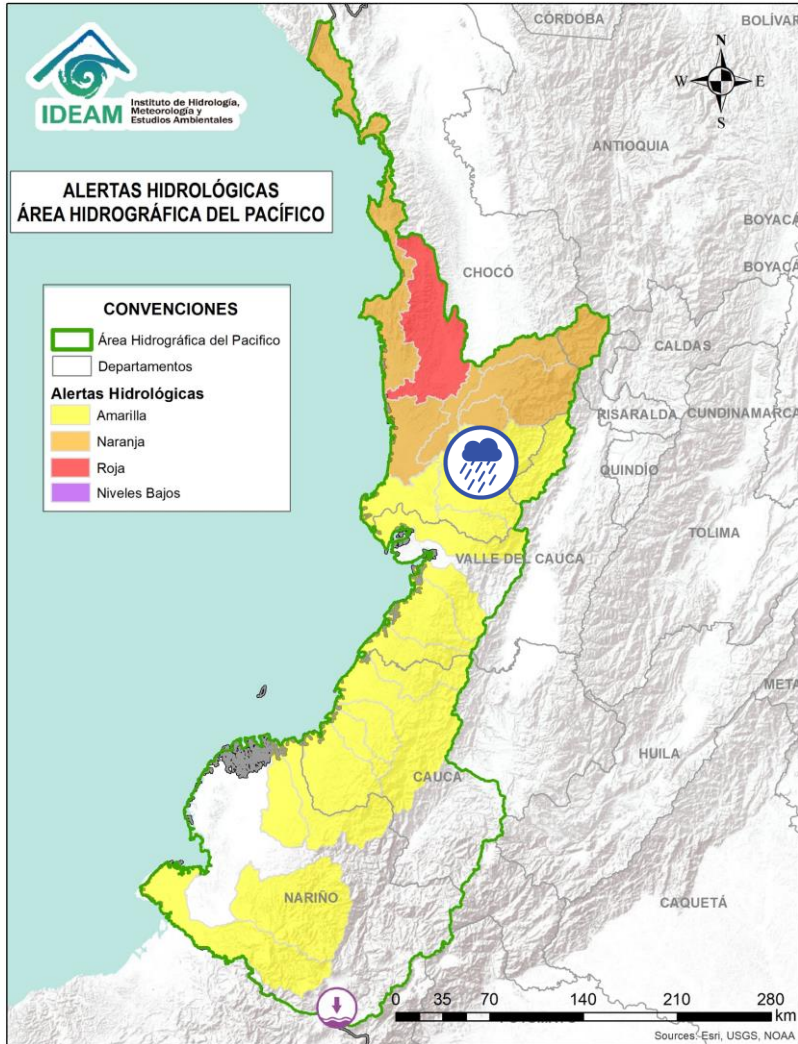 CÓRDOBA
BOLÍVAR
IDEAM
Instituto de Hidrología,
Meteorología y
Estudios Ambientales
N
W
E
S
ANTIOQUIA
ALERTAS HIDROLÓGICAS
ÁREA HIDROGRÁFICA DEL PACÍFICO
BOYACÁ
BOYACÁ
CHOCÓ
CONVENCIONES
Área Hidrográfica del Pacífico
Departamentos
Alertas Hidrológicas
Amarilla
Naranja
Roja
Niveles Bajos
CALDAS
RISARALDA
CUNDINAMARCA
QUINDÍO
TOLIMA
VALLE DEL CAUCA
META
HUILA
CAUCA
NARIÑO
CAQUETÁ
0 35 70 140 210 280
km
Sources: Esri, USGS, NOAA